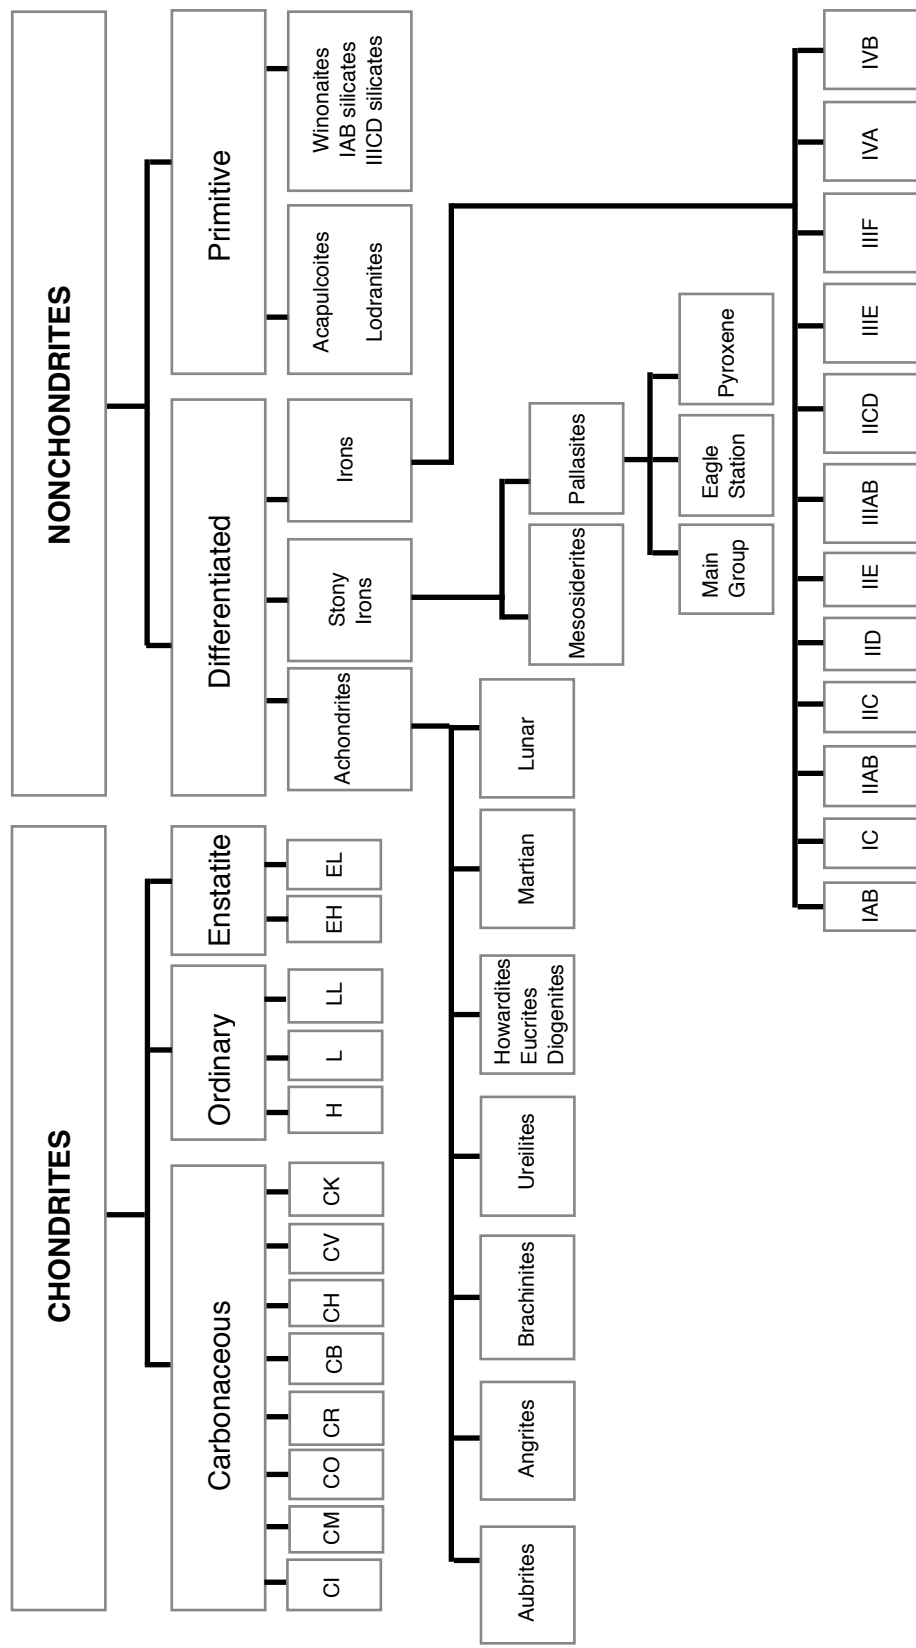 CHONDRITES
NONCHONDRITES
Carbonaceous
Ordinary
Enstatite
Differentiated
Primitive
CI
CM
CO
CR
CB
CH
CV
CK
H
L
LL
EH
EL
Achondrites
Stony
Irons
Irons
Acapulcoites
Lodranites
Winonaites
IAB silicates
IIICD silicates
Aubrites
Angrites
Brachinites
Ureilites
Howardites
Eucrites
Diogenites
Martian
Lunar
Mesosiderites
Pallasites
Main
Group
Eagle
Station
Pyroxene
IAB
IC
IIAB
IIC
IID
IIE
IIIAB
IICD
IIIE
IIIF
IVA
IVB